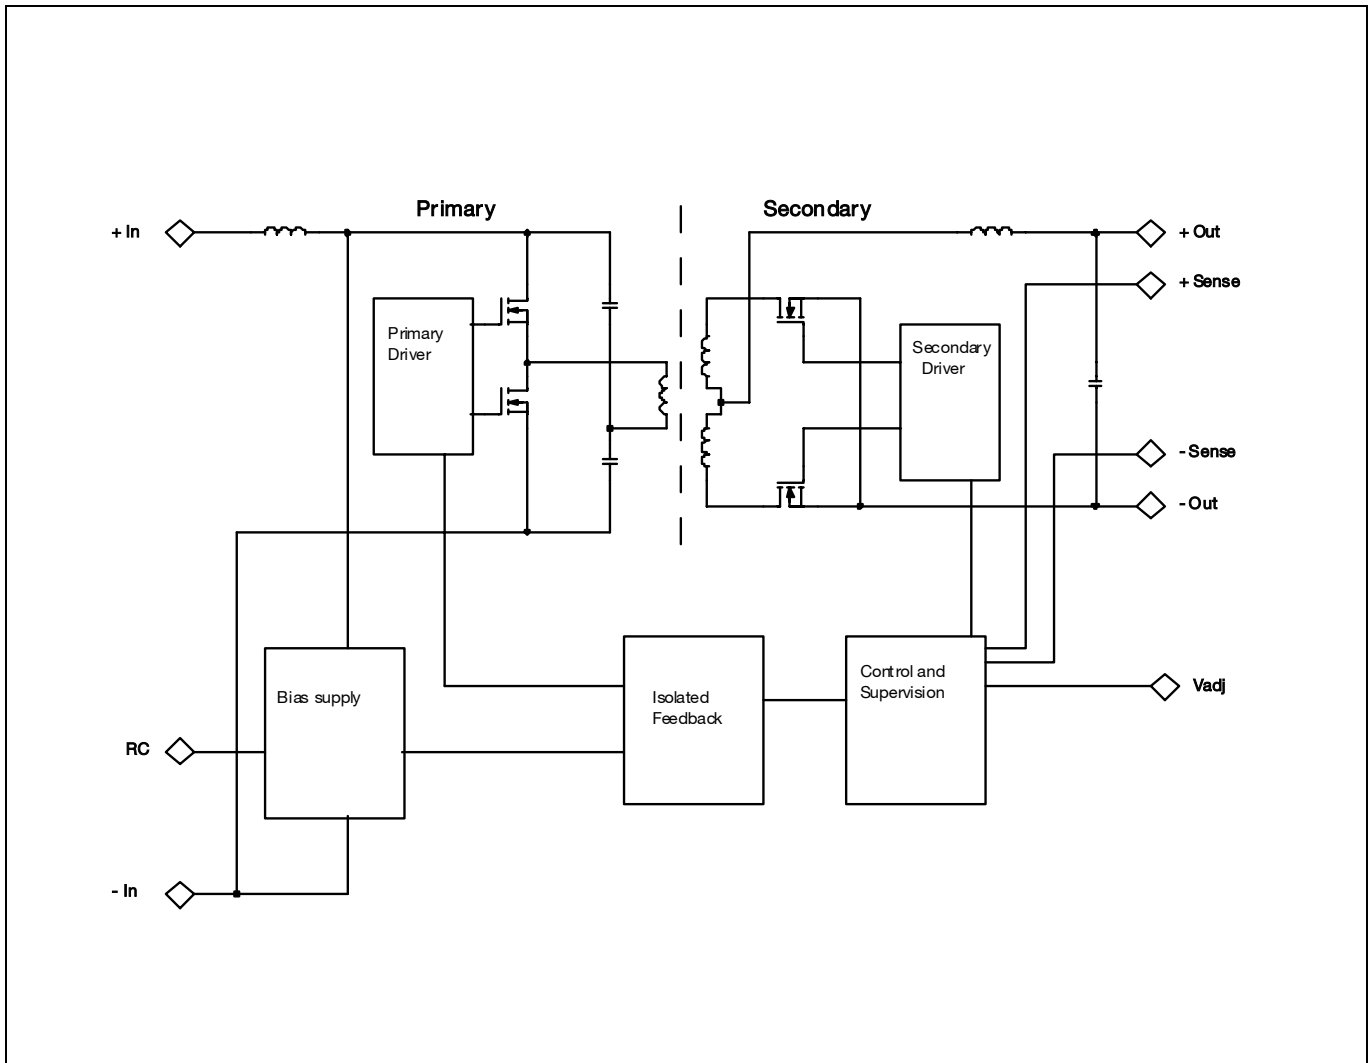 Primary
Secondary
+ In
+ Out
+ Sense
Primary
Driver
Secondary
Driver
- Sense
- Out
Bias supply
Isolated
Feedback
Control and
Supervision
Vadj
RC
- In